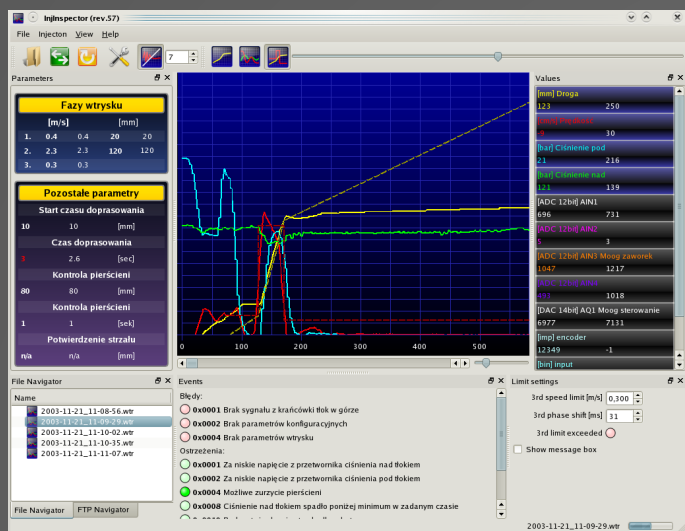 InjInspector (rev.57)
File Injecton View Help
7
Parameters
Fazy wtrysku
[m/s] [mm]
1. 0.4 0.4 20 20
2. 2.3 2.3 120 120
3. 0.3 0.3
Pozostałe parametry
Start czasu doprasowania
10 10 [mm]
Czas doprasowania
3 2.6 [sec]
Kontrola pierścieni
80 80 [mm]
Kontrola pierścieni
1 1 [sek]
Potwierdzenie strzalu
n/a n/a [mm]
0 100 200 300 400 500
Values
[mm] Droga
123 250
30
[bar] Ciśnienie pod
21 216
[bar] Ciśnienie nad
121 139
[ADC 12bit] AIN1
696 731
[ADC 12bit] AIN2
5 3
[ADC 12bit] AIN3 Moog zaworek
1047 1217
[ADC 12bit] AIN4
495 1018
[DAC 14bit] AQ1 Moog sterowanie
6977 7131
[imp] encoder
12349 -1
[bin] input
File Navigator
Name
2003-11-21_11-08-56.wtr
2003-11-21_11-09-29.wtr
2003-11-21_11-10-02.wtr
2003-11-21_11-10-35.wtr
2003-11-21_11-11-07.wtr
File Navigator FTP Navigator
Events
Błędy:
0x0001 Brak sygnału z krańcówki tłok w górze
0x0002 Brak parametrów konfiguracyjnych
0x0004 Brak parametrów wtrysku
Ostrzeżenia:
0x0001 Za niskie napięcie z przetwornika ciśnienia nad tłokiem
0x0002 Za niskie napięcie z przetwornika ciśnienia pod tłokiem
0x0004 Możliwe zurzycie pierścieni
0x0008 Ciśnienie nad tłokiem spadło poniżej minimum w zadanym czasie
Limit settings
3rd speed limit [m/s] 0,300
3rd phase shift [ms] 31
3rd limit exceeded
Show message box
2003-11-21_11-09-29.wtr